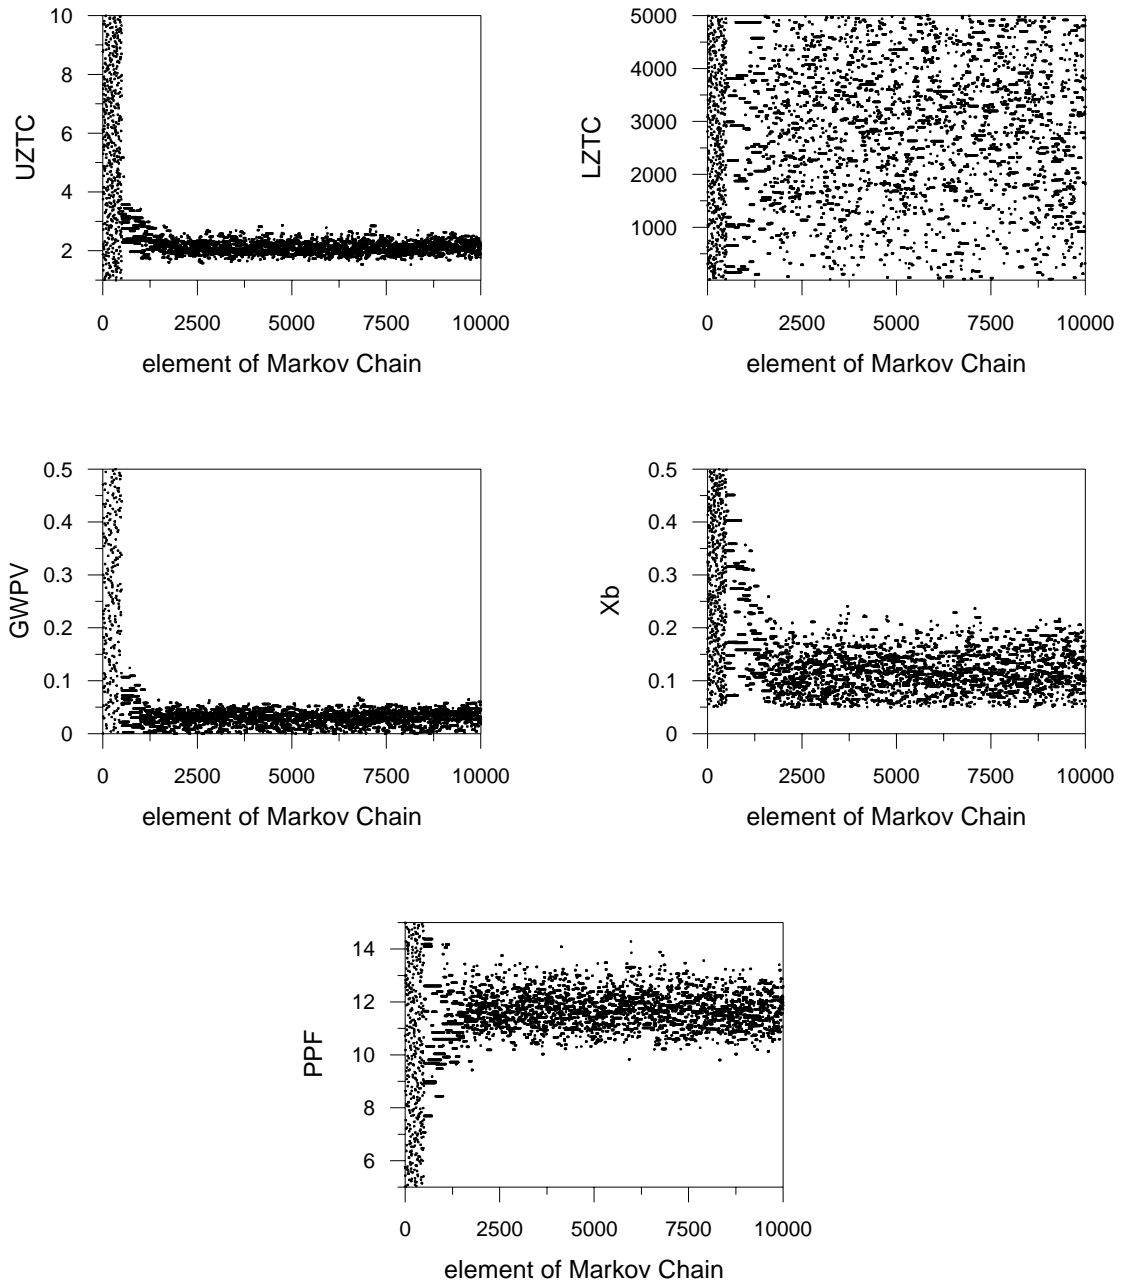 10
8
6
4
2
UZTC
0 2500 5000 7500 10000
element of Markov Chain
5000
4000
3000
2000
1000
LZTC
0 2500 5000 7500 10000
element of Markov Chain
0.5
0.4
0.3
0.2
0.1
0
GWPV
0 2500 5000 7500 10000
element of Markov Chain
0.5
0.4
0.3
0.2
0.1
0
Xb
0 2500 5000 7500 10000
element of Markov Chain
14
12
10
8
6
PPF
0 2500 5000 7500 10000
element of Markov Chain